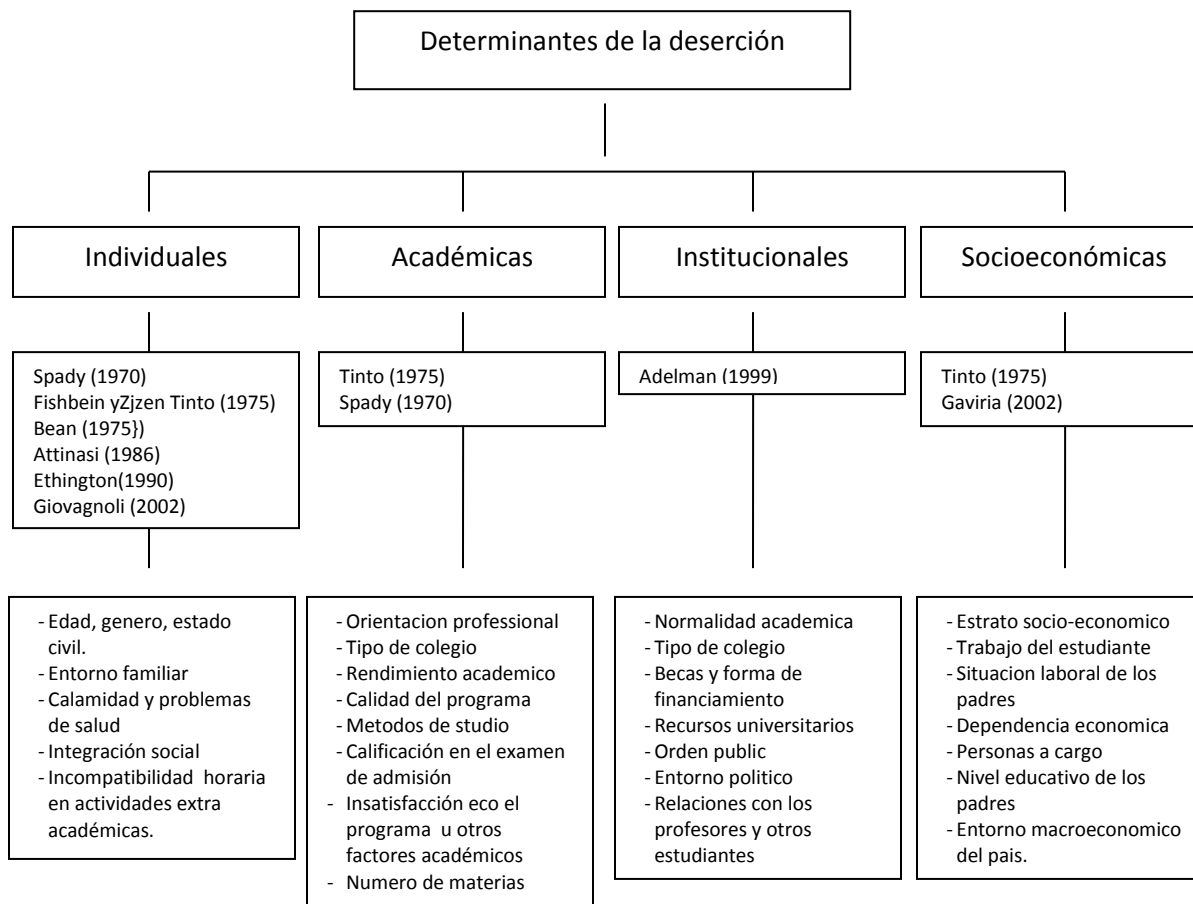 Determinantes de la deserción
Individuales
Académicas
Institucionales
Socioeconómicas
Spady (1970)
Fishbein yZjzen Tinto (1975)
Bean (1975})
Attinasi (1986)
Ethington(1990)
Giovagnoli (2002)
Tinto (1975)
Spady (1970)
Adelman (1999)
Tinto (1975)
Gaviria (2002)
- Edad, genero, estado
civil.
- Entorno familiar
- Calamidad y problemas
de salud
- Integración social
- Incompatibilidad horaria
en actividades extra
académicas.
- Orientacion professional
- Tipo de colegio
- Rendimiento academico
- Calidad del programa
- Metodos de studio
- Calificación en el examen
de admisión
- Insatisfacción eco el
programa u otros
factores académicos
- Numero de materias
- Normalidad academica
- Tipo de colegio
- Becas y forma de
financiamiento
- Recursos universitarios
- Orden public
- Entorno politico
- Relaciones con los
profesores y otros
estudiantes
- Estrato socio-economico
- Trabajo del estudiante
- Situacion laboral de los
padres
- Dependencia economica
- Personas a cargo
- Nivel educativo de los
padres
- Entorno macroeconomico
del pais.